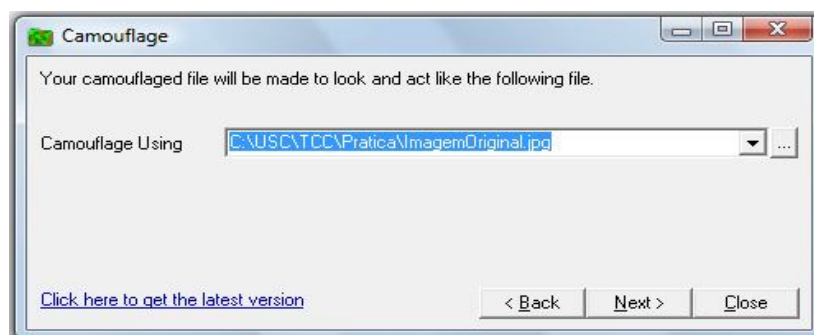 Camouflage
Your camouflaged file will be made to look and act like the following file.
Camouflage Using C:\USC\TCC\Pratica\ImagemOriginal.jpg ...
Click here to get the latest version < Back Next > Close